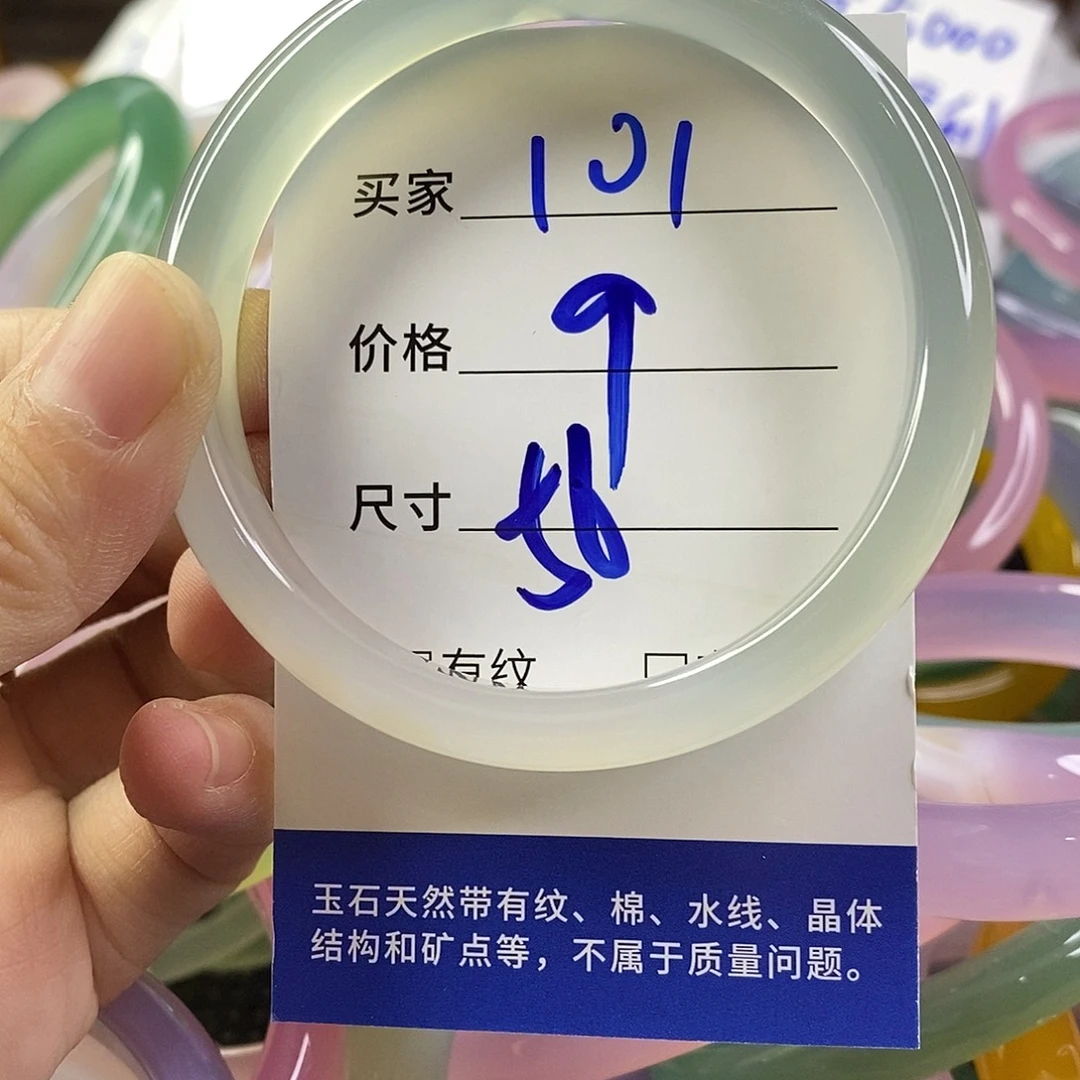 买家 101
价格
尺寸 56
有纹
玉石天然带有纹、棉、水线、晶体
结构和矿点等，不属于质量问题。